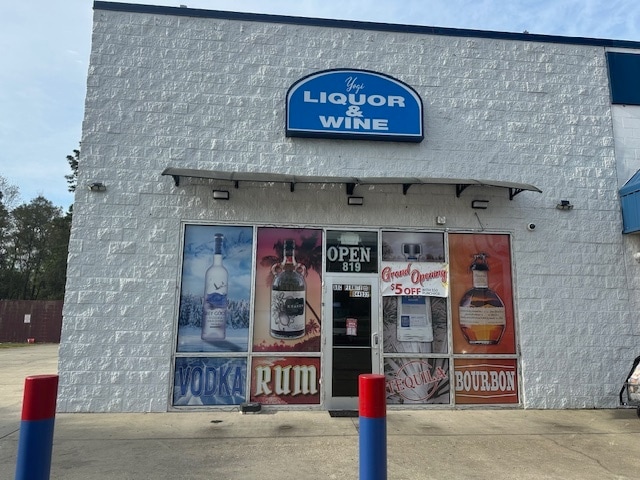 Yogi
LIQUOR
&
WINE
OPEN
819
Grand Opening
$5 OFF
VODKA
RUM
TEQUILA
BOURBON